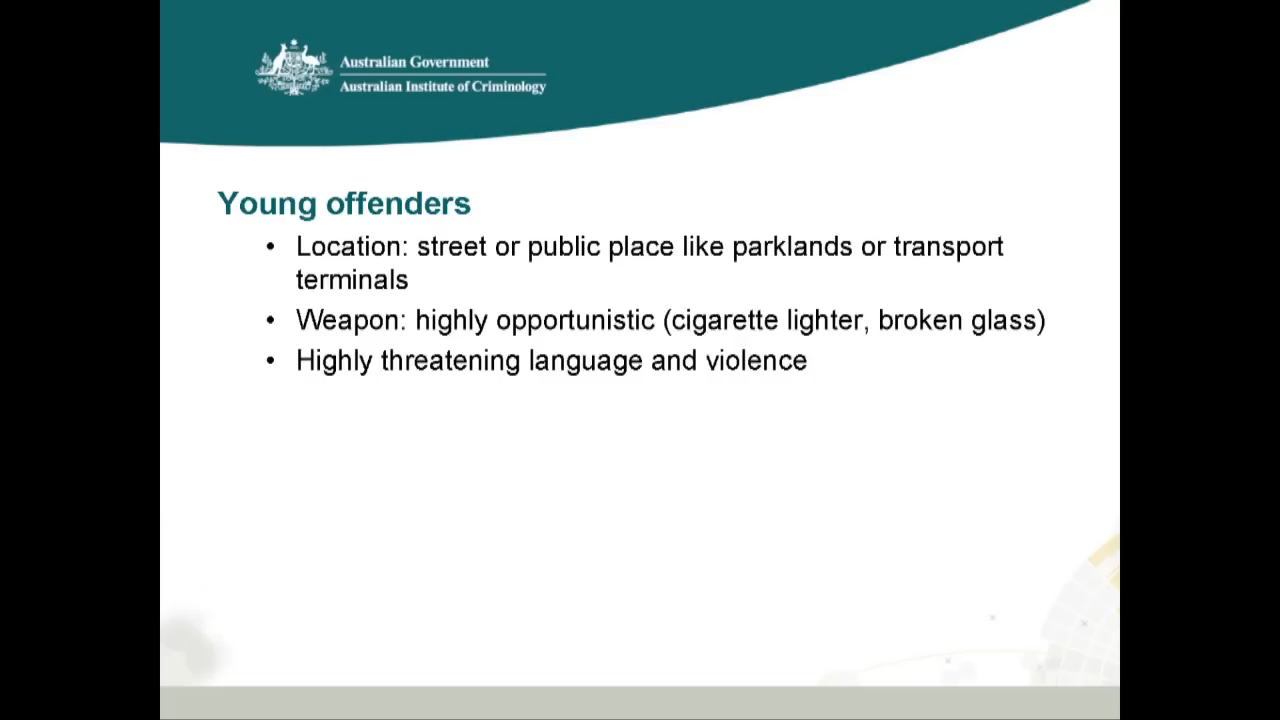 Australian Government
Australian Institute of Criminology
Young offenders
• Location: street or public place like parklands or transport
terminals
• Weapon: highly opportunistic (cigarette lighter, broken glass)
• Highly threatening language and violence